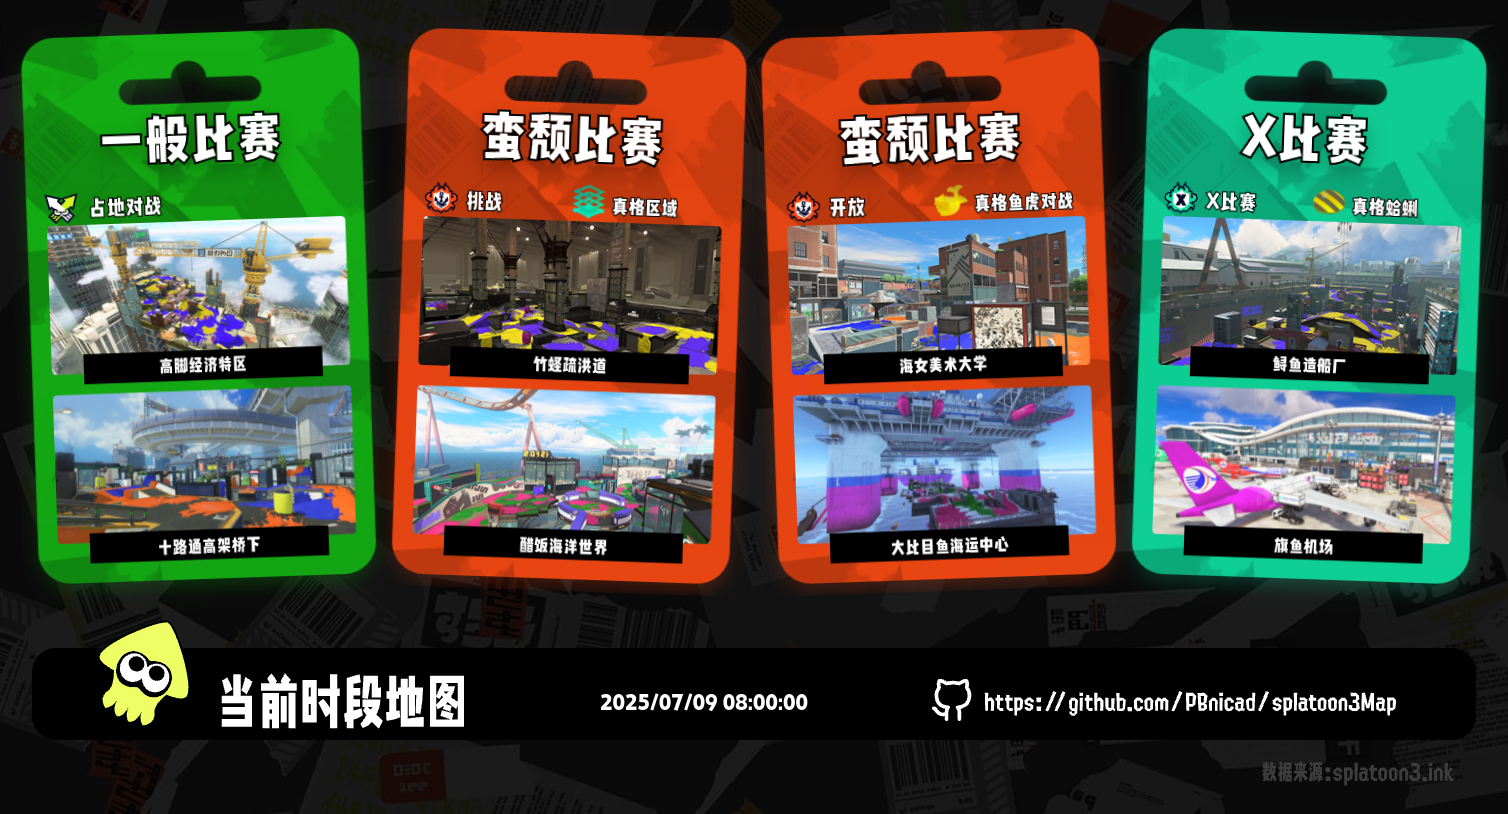 一般比赛
占地对战
高脚经济特区
十路通高架桥下
蛮颓比赛
挑战
真格区域
竹蛏疏洪道
醋饭海洋世界
蛮颓比赛
开放
真格鱼虎对战
海女美术大学
大比目鱼海运中心
X比赛
X比赛
真格蛤蜊
鲟鱼造船厂
旗鱼机场
当前时段地图
2025/07/09 08:00:00
https://github.com/PBnicad/splatoon3Map
数据来源:splatoon3.ink